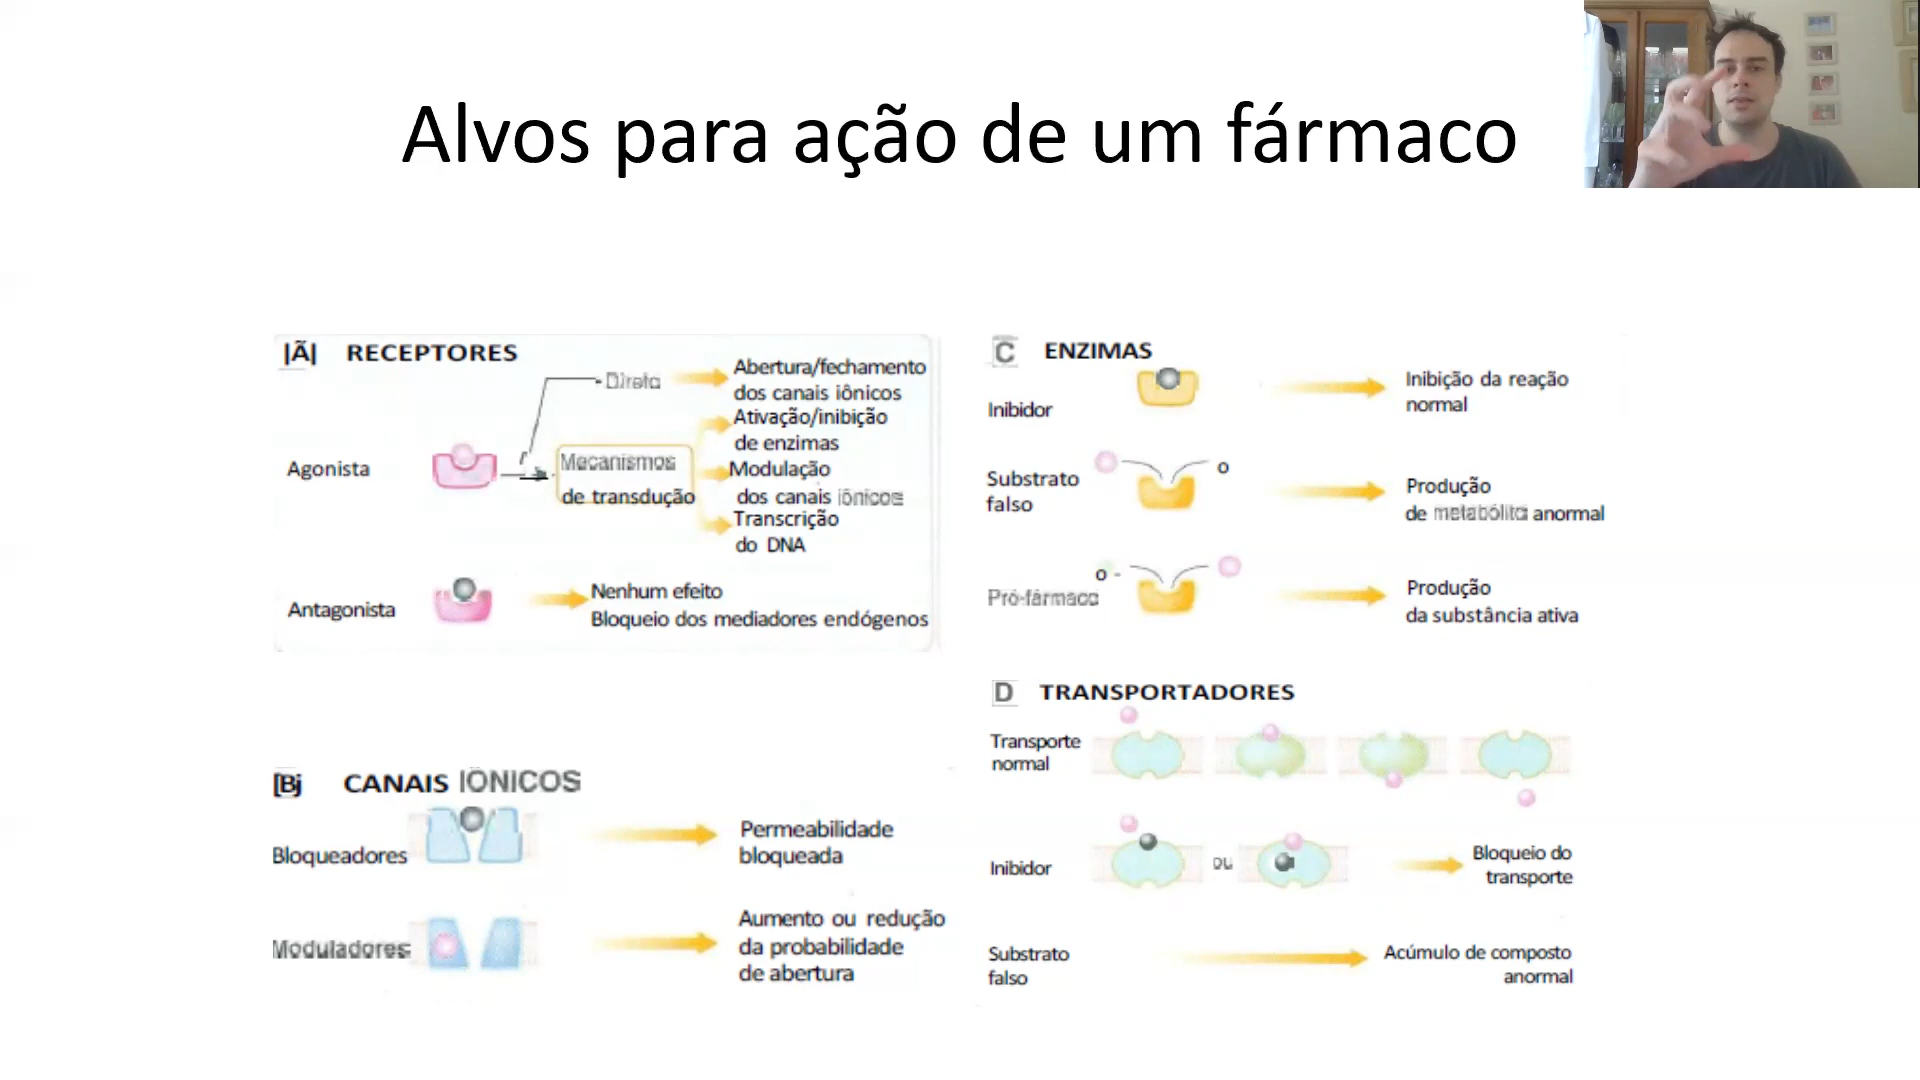 Alvos para ação de um fármaco
|Ã| RECEPTORES
Direto
Abertura/fechamento
dos canais iônicos
Ativação/inibição
de enzimas
Agonista
Mecanismos
de transdução
Modulação
dos canais iônicos
Transcrição
do DNA
Antagonista
Nenhum efeito
Bloqueio dos mediadores endógenos
[Bj CANAIS IÔNICOS
Bloqueadores
Permeabilidade
bloqueada
Moduladores
Aumento ou redução
da probabilidade
de abertura
C ENZIMAS
Inibidor
Inibição da reação
normal
Substrato
falso
o
Produção
de metabólito anormal
Pró-fármaco
o -
Produção
da substância ativa
D TRANSPORTADORES
Transporte
normal
Inibidor
ou
Bloqueio do
transporte
Substrato
falso
Acúmulo de composto
anormal